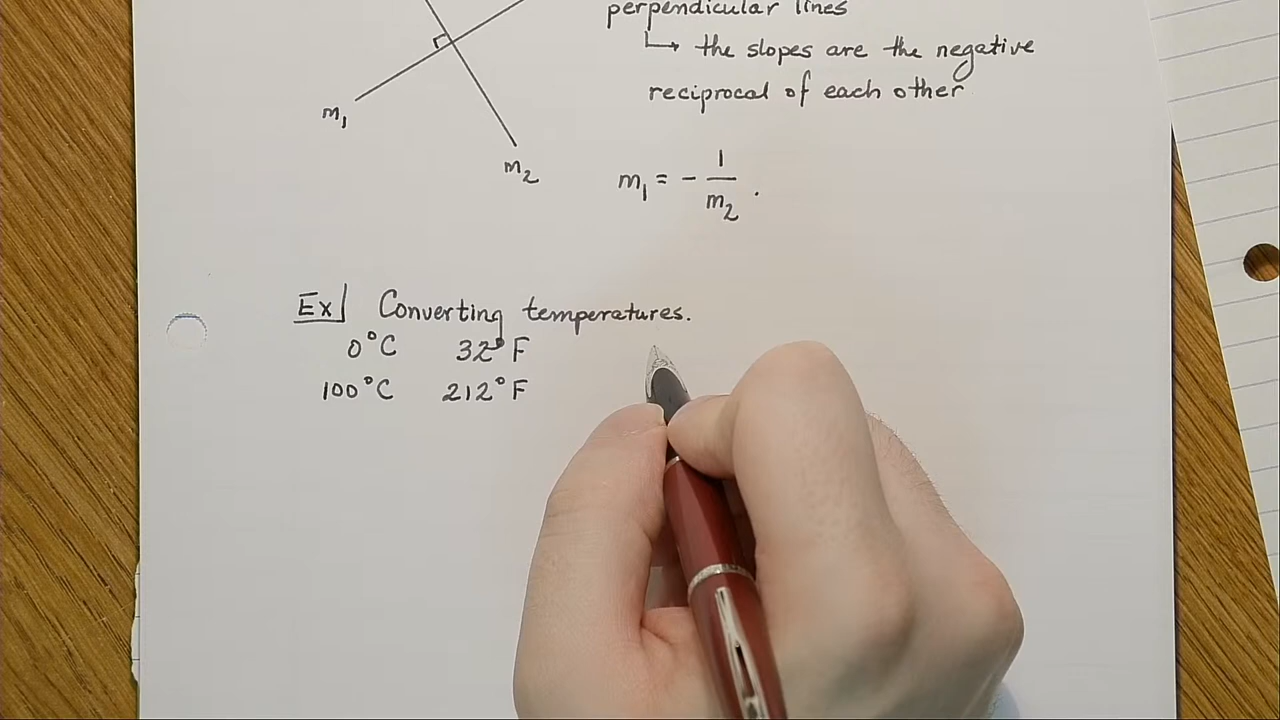 perpendicular lines
↳ the slopes are the negative
reciprocal of each other
m₁
m₂
m₁ = - 1/m₂ .
Ex| Converting temperatures.
0°C 32°F
100°C 212°F